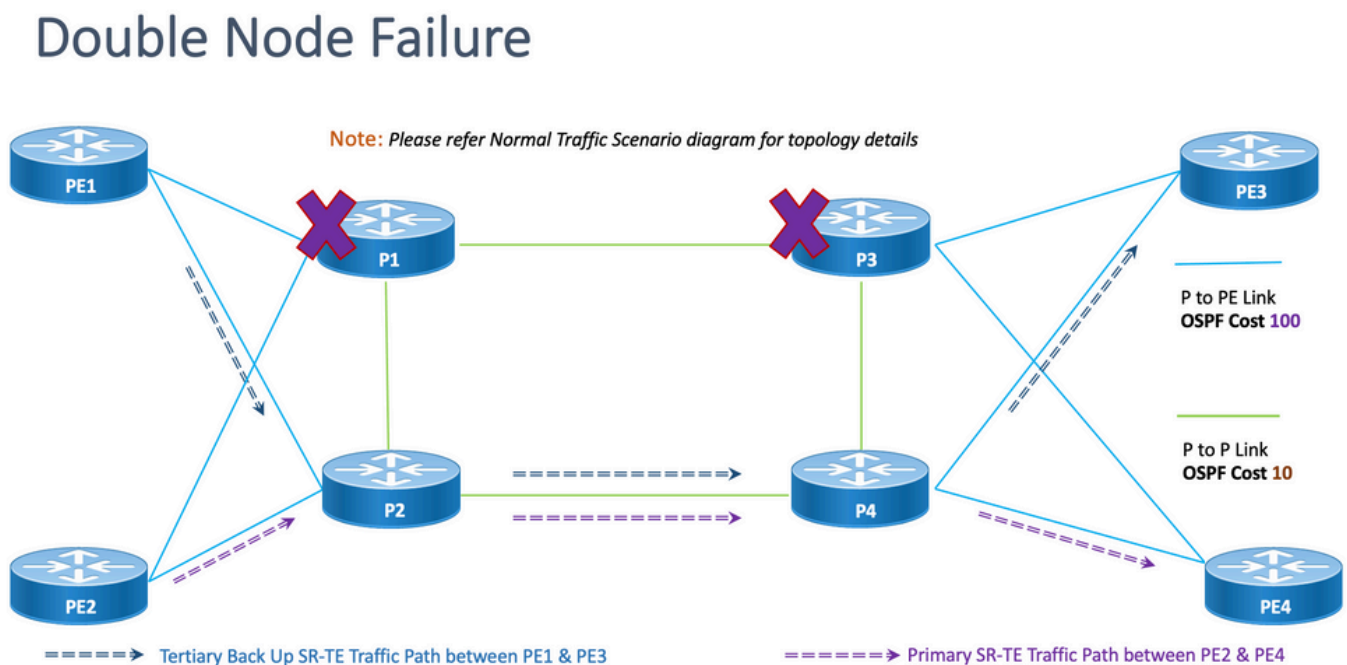 Double Node Failure
Note: Please refer Normal Traffic Scenario diagram for topology details
PE1
PE3
P1
P3
P to PE Link
OSPF Cost 100
P to P Link
OSPF Cost 10
P2
P4
PE2
PE4
Tertiary Back Up SR-TE Traffic Path between PE1 & PE3
Primary SR-TE Traffic Path between PE2 & PE4